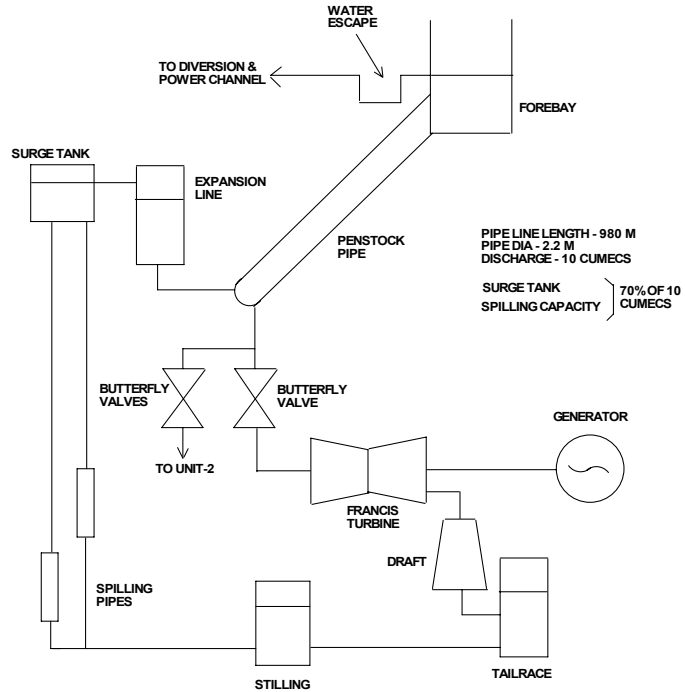 WATER
ESCAPE
TO DIVERSION &
POWER CHANNEL
FOREBAY
SURGE TANK
EXPANSION
LINE
PENSTOCK
PIPE
PIPE LINE LENGTH - 980 M
PIPE DIA - 2.2 M
DISCHARGE - 10 CUMECS
SURGE TANK
SPILLING CAPACITY
70% OF 10
CUMECS
BUTTERFLY
VALVES
BUTTERFLY
VALVE
GENERATOR
TO UNIT-2
FRANCIS
TURBINE
DRAFT
SPILLING
PIPES
TAILRACE
STILLING